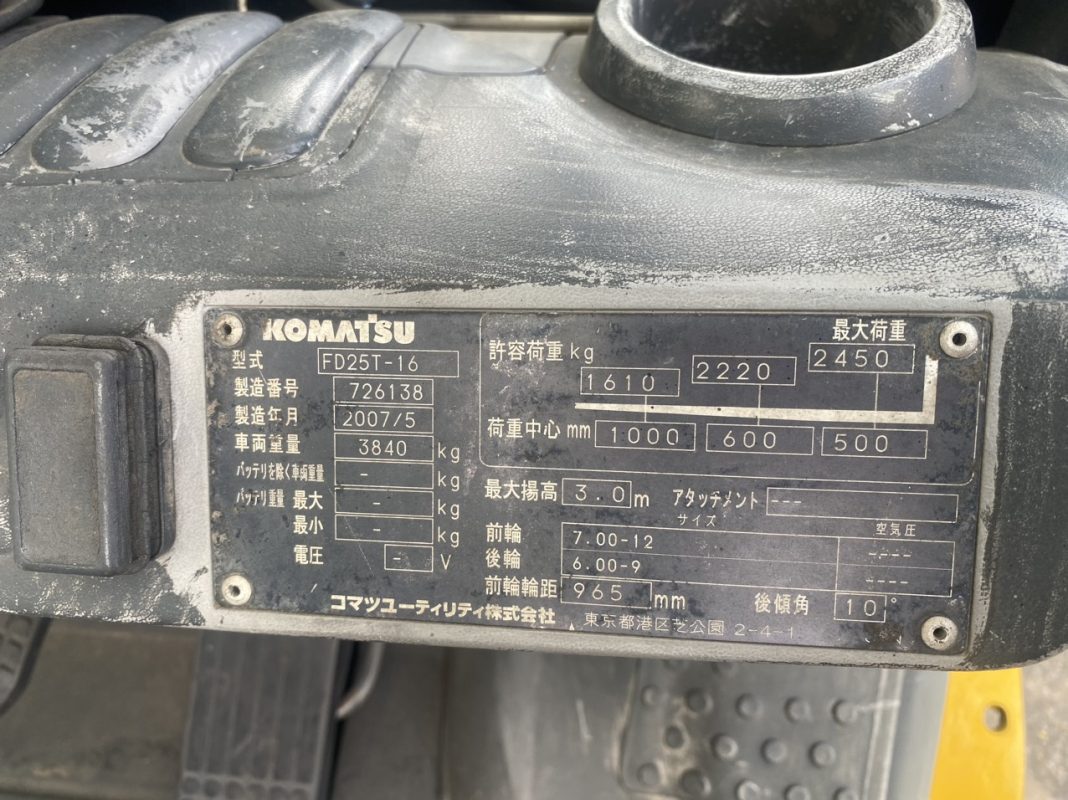 KOMATSU
型式 FD25T-16
製造番号 726138
製造年月 2007/5
車両重量 3840 kg
バッテリを除く車両重量 - kg
バッテリ重量 最大 - kg
最小 - kg
電圧 - V
最大荷重
許容荷重 kg 1610 2220 2450
荷重中心 mm 1000 600 500
最大揚高 3.0 m アタッチメント ---
サイズ 空気圧
前輪 7.00-12 ----
後輪 6.00-9 ----
前輪輪距 965 mm 後傾角 10°
コマツユーティリティ株式会社 東京都港区芝公園 2-4-1